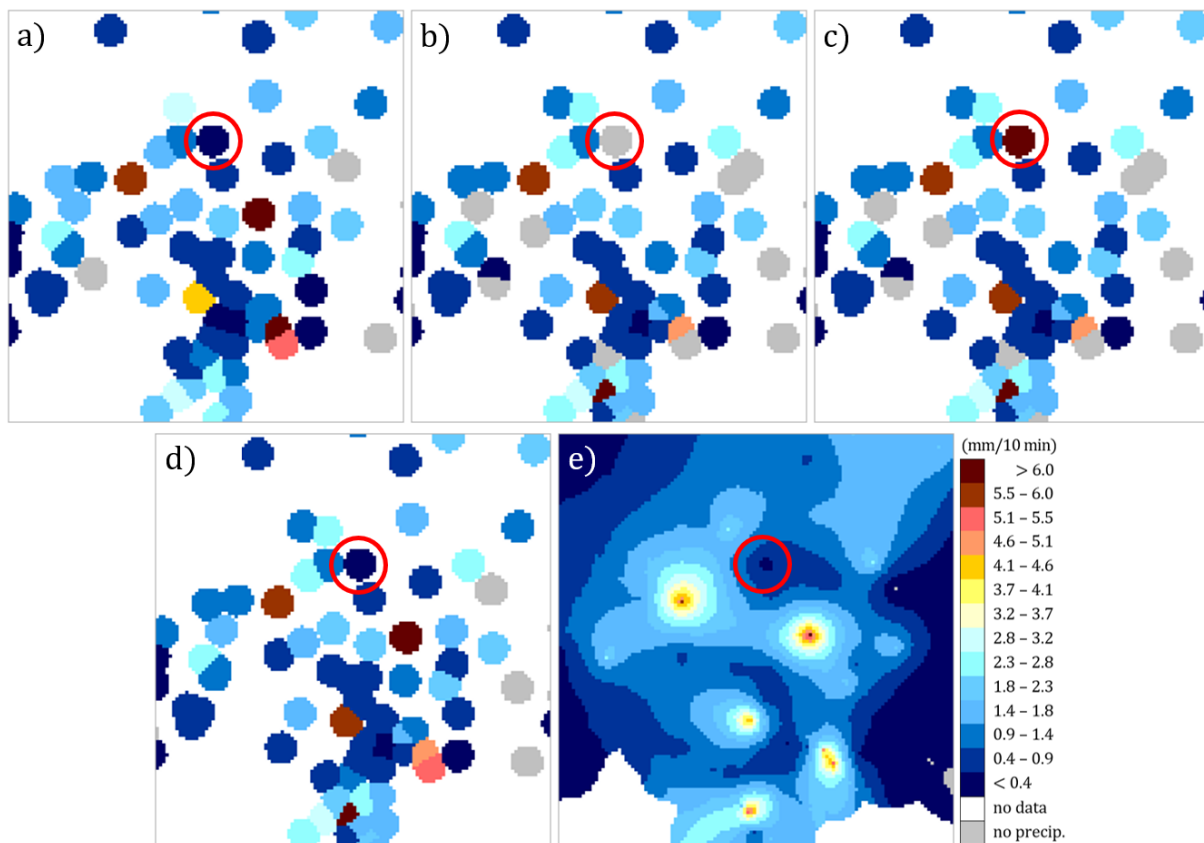 a)
b)
c)
d)
e)
(mm/10 min)
> 6.0
5.5 – 6.0
5.1 – 5.5
4.6 – 5.1
4.1 – 4.6
3.7 – 4.1
3.2 – 3.7
2.8 – 3.2
2.3 – 2.8
1.8 – 2.3
1.4 – 1.8
0.9 – 1.4
0.4 – 0.9
< 0.4
no data
no precip.